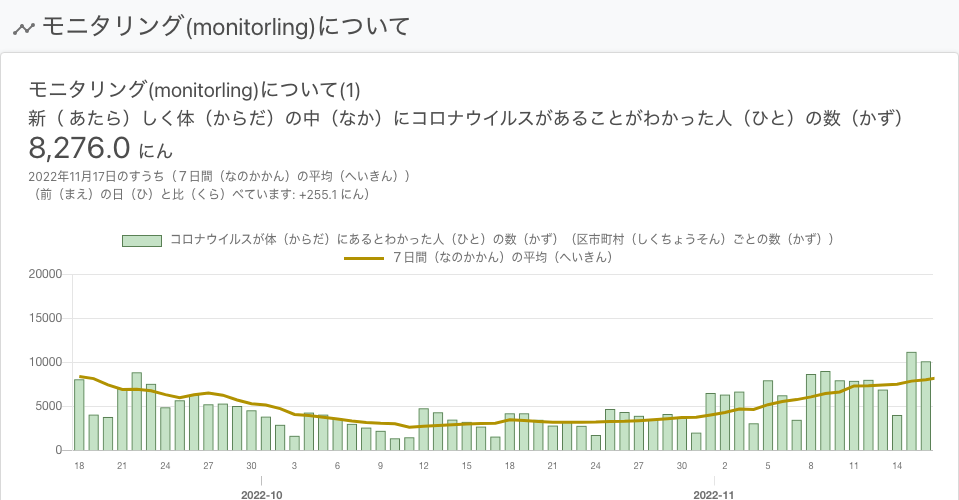 モニタリング(monitorling)について
モニタリング(monitorling)について(1)
新（ あたら）しく体（からだ）の中（なか）にコロナウイルスがあることがわかった人（ひと）の数（かず）
8,276.0 にん
2022年11月17日のすうち（７日間（なのかかん）の平均（へいきん））
（前（まえ）の日（ひ）と比（くら）べています: +255.1 にん）
コロナウイルスが体（からだ）にあるとわかった人（ひと）の数（かず）（区市町村（しくちょうそん）ごとの数（かず））
７日間（なのかかん）の平均（へいきん）
20000
15000
10000
5000
0
18 21 24 27 30 3 6 9 12 15 18 21 24 27 30 2 5 8 11 14
2022-10 2022-11